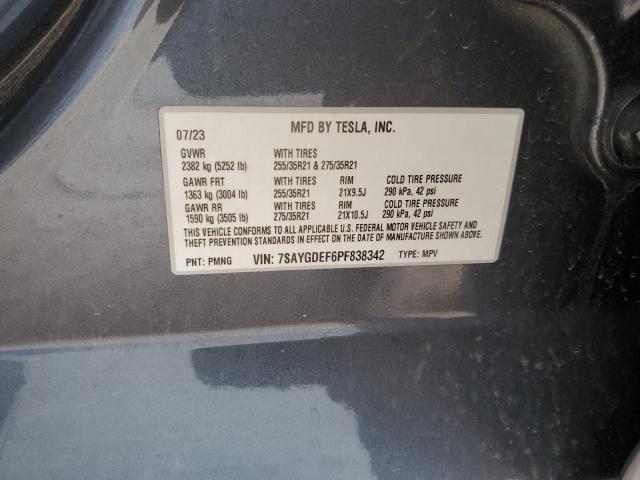 07/23 MFD BY TESLA, INC.
GVWR WITH TIRES
2382 kg (5252 lb) 255/35R21 & 275/35R21
GAWR FRT WITH TIRES RIM COLD TIRE PRESSURE
1363 kg (3004 lb) 255/35R21 21X9.5J 290 kPa, 42 psi
GAWR RR WITH TIRES RIM COLD TIRE PRESSURE
1590 kg (3505 lb) 275/35R21 21X10.5J 290 kPa, 42 psi
THIS VEHICLE CONFORMS TO ALL APPLICABLE U.S. FEDERAL MOTOR VEHICLE SAFETY AND
THEFT PREVENTION STANDARDS IN EFFECT ON THE DATE OF MANUFACTURE SHOWN ABOVE.
PNT: PMNG VIN: 7SAYGDEF6PF838342 TYPE: MPV